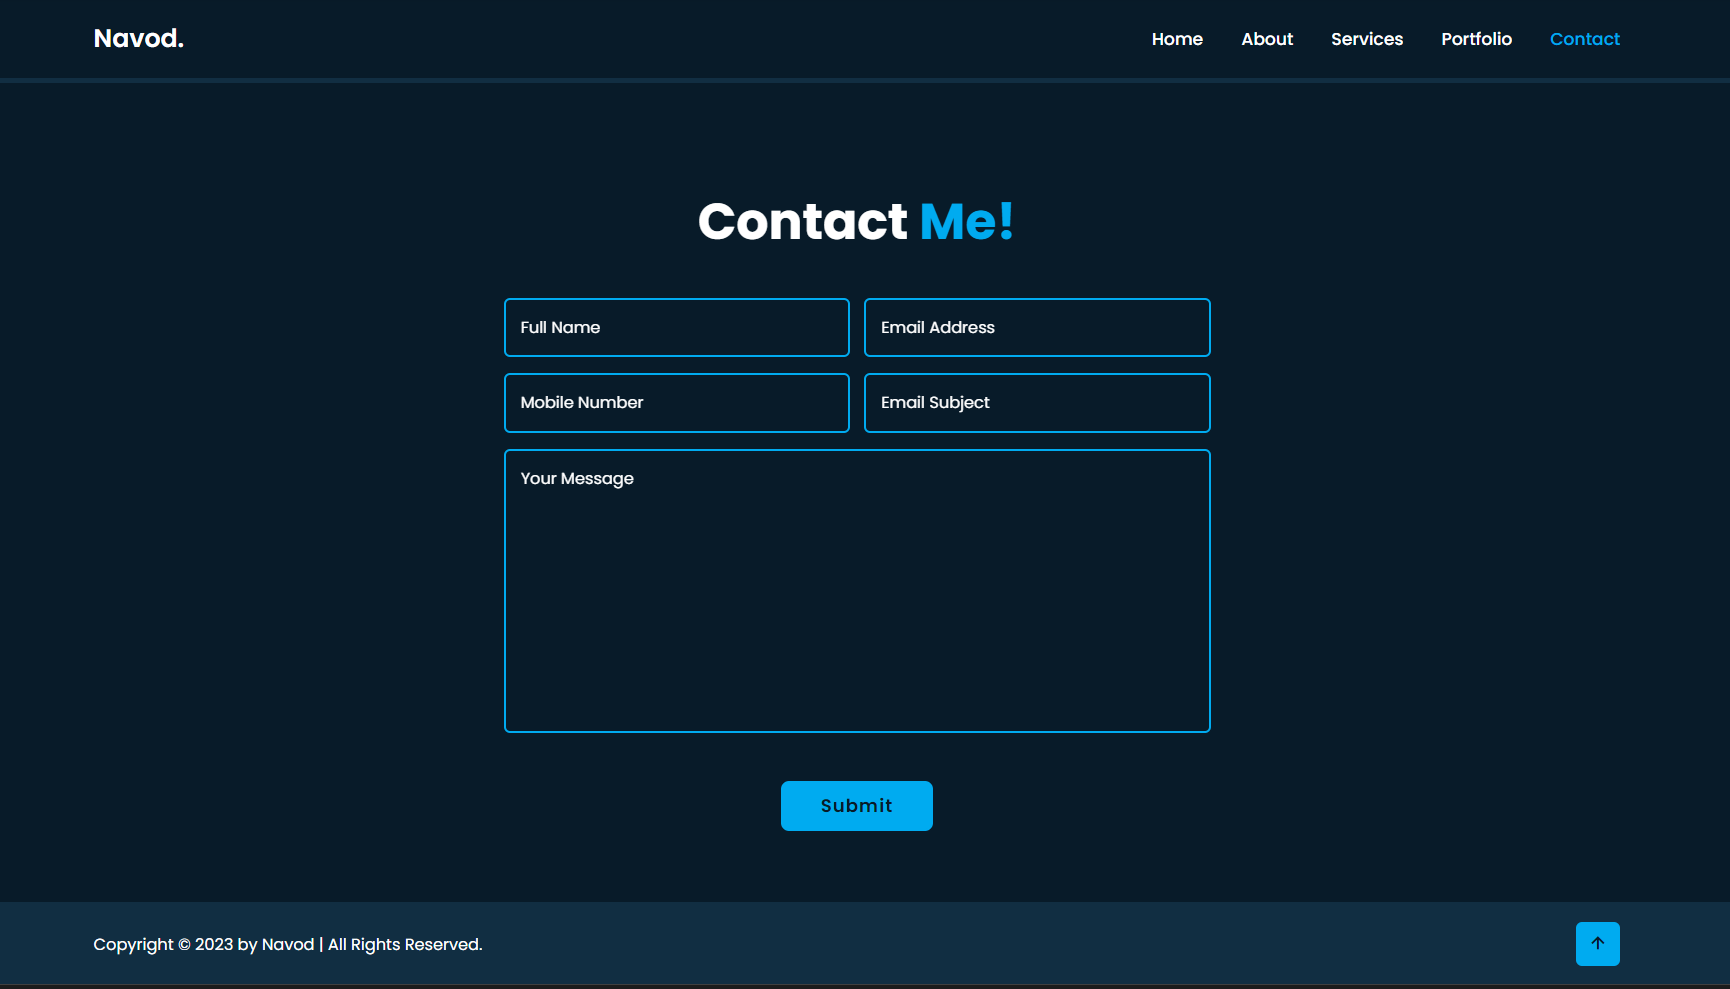 Navod.
Home About Services Portfolio Contact
Contact Me!
Full Name
Email Address
Mobile Number
Email Subject
Your Message
Submit
Copyright © 2023 by Navod | All Rights Reserved.